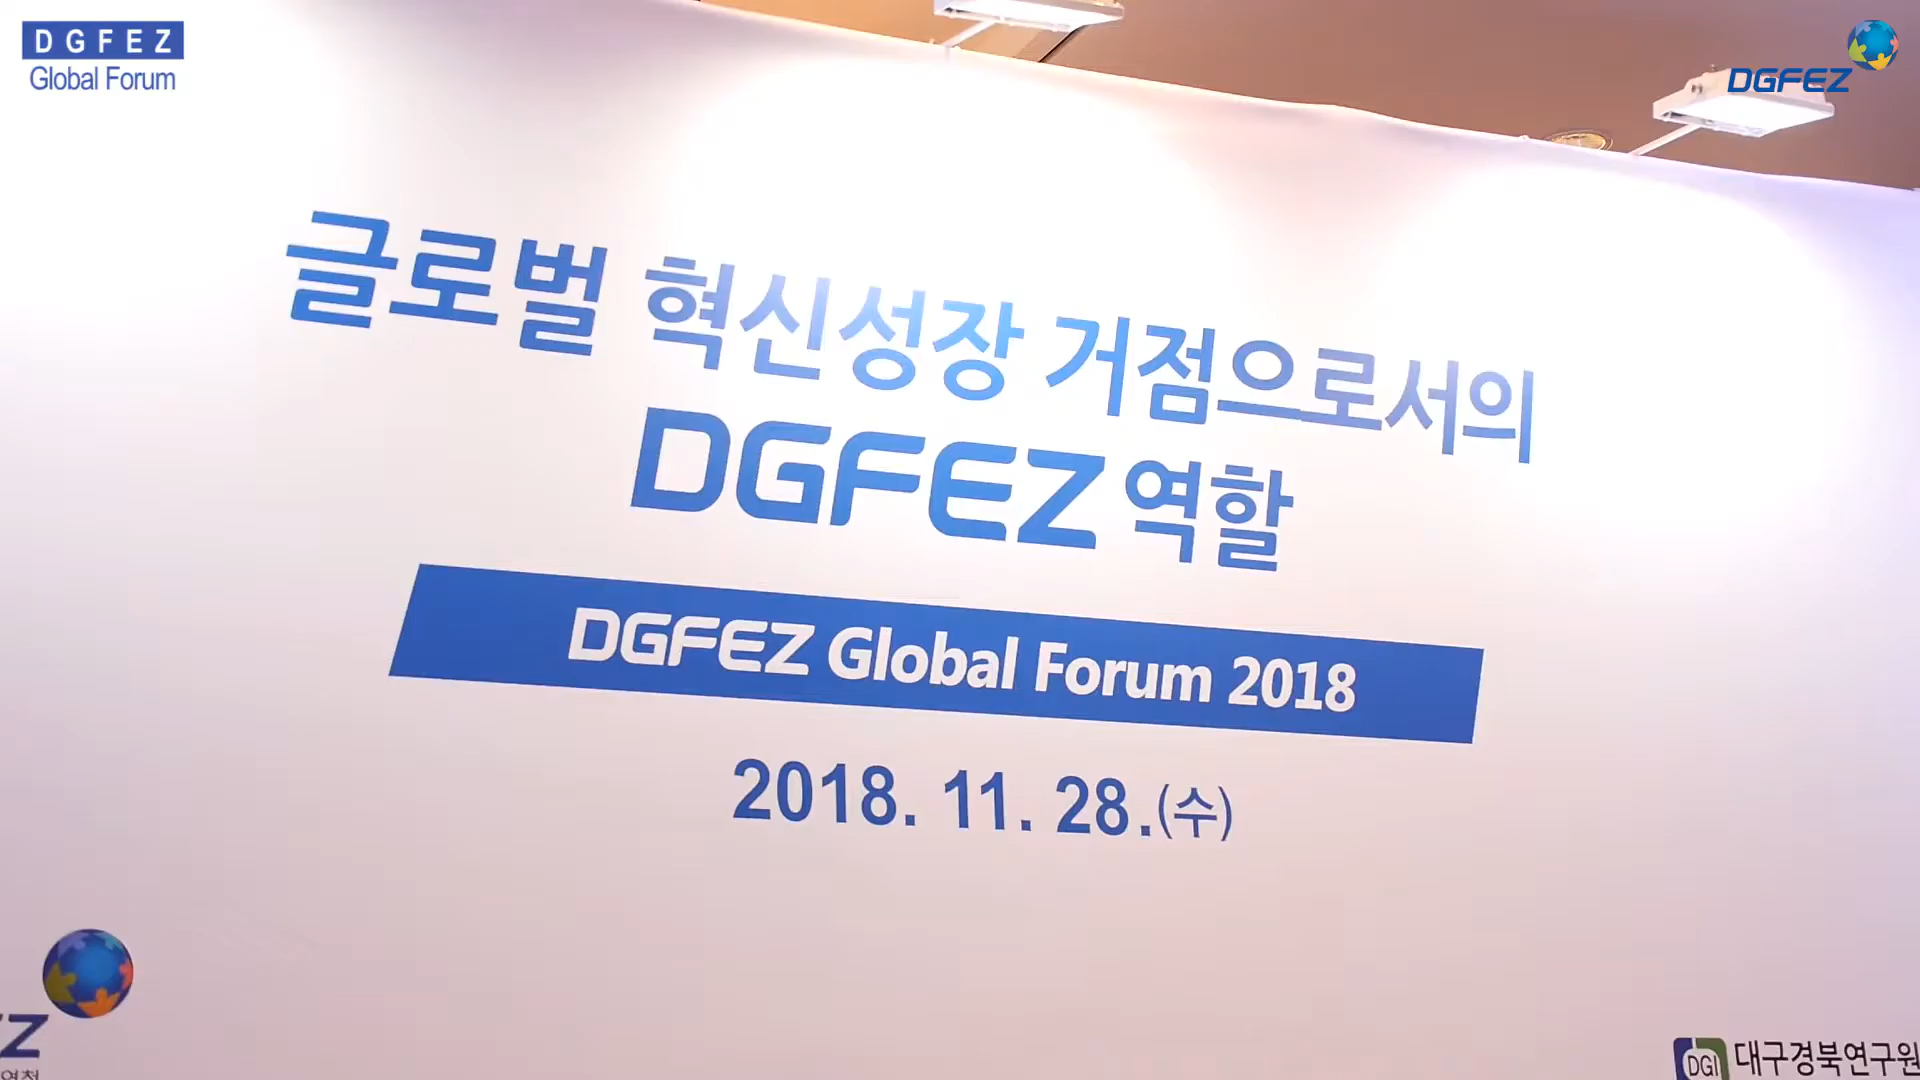 DGFEZ
Global Forum
DGFEZ
글로벌 혁신성장 거점으로서의
DGFEZ 역할
DGFEZ Global Forum 2018
2018. 11. 28.(수)
EZ
DGI 대구경북연구원